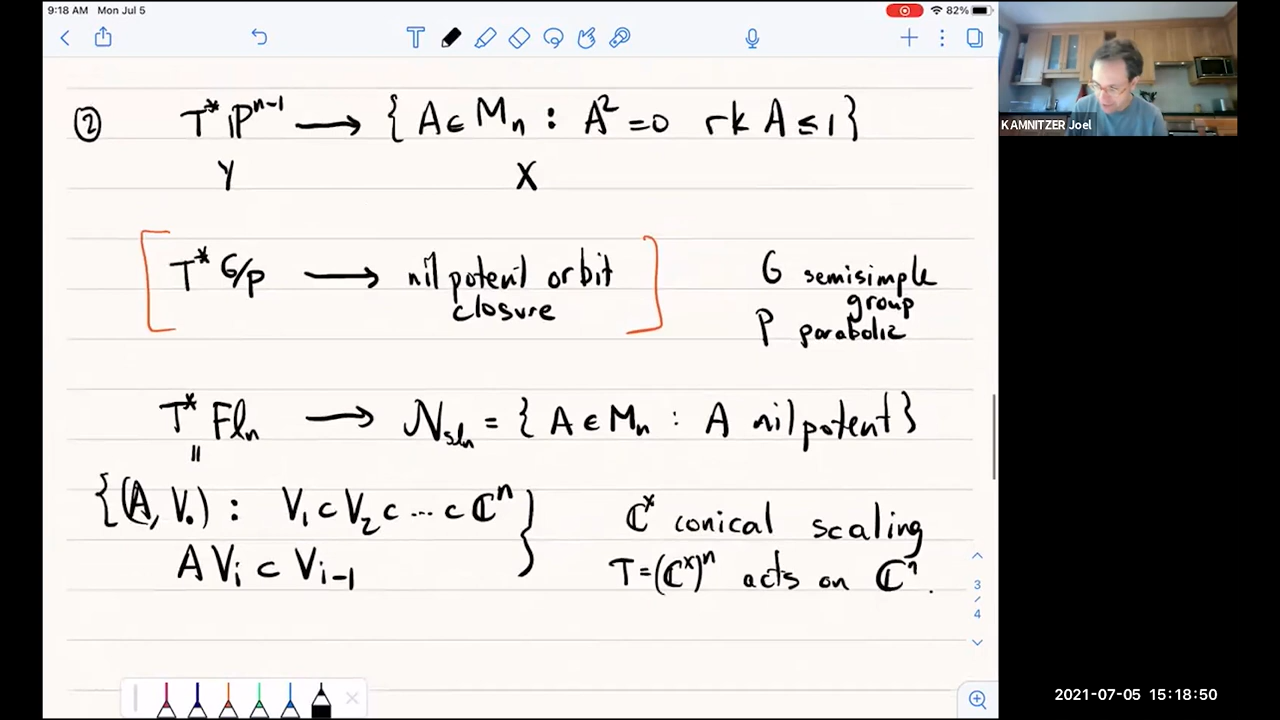 9:18 AM Mon Jul 5
82%
② T* ℙⁿ⁻¹ ⟶ { A ∈ Mₙ : A² = 0 rk A ≤ 1 }
Y X
[ T* G/P ⟶ nilpotent orbit closure ]
G semisimple group
P parabolic
T* Flₙ ⟶ 𝒩_{slₙ} = { A ∈ Mₙ : A nilpotent }
||
{ (A, V.) : V₁ ⊂ V₂ ⊂ ... ⊂ ℂⁿ
A Vᵢ ⊂ Vᵢ₋₁ }
ℂ^× conical scaling
T = (ℂ^×)ⁿ acts on ℂⁿ.
3
/
4
KAMNITZER Joel
2021-07-05 15:18:50